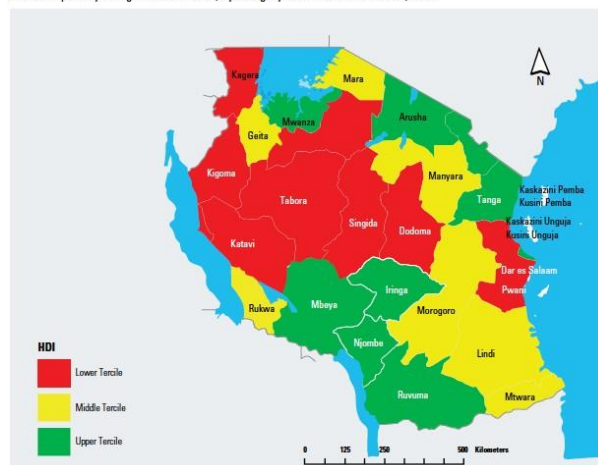 Kagera
Mara
N
Mwanza
Arusha
Geita
Kigoma
Manyara
Kaskazini Pemba
Kusini Pemba
Tanga
Tabora
Singida
Kaskazini Unguja
Kusini Unguja
Katavi
Dodoma
Dar es Salaam
Pwani
Iringa
Rukwa
Mbeya
Morogoro
Njombe
Lindi
HDI
Lower Tercile
Mtwara
Ruvuma
Middle Tercile
Upper Tercile
0 125 250 500 Kilometers